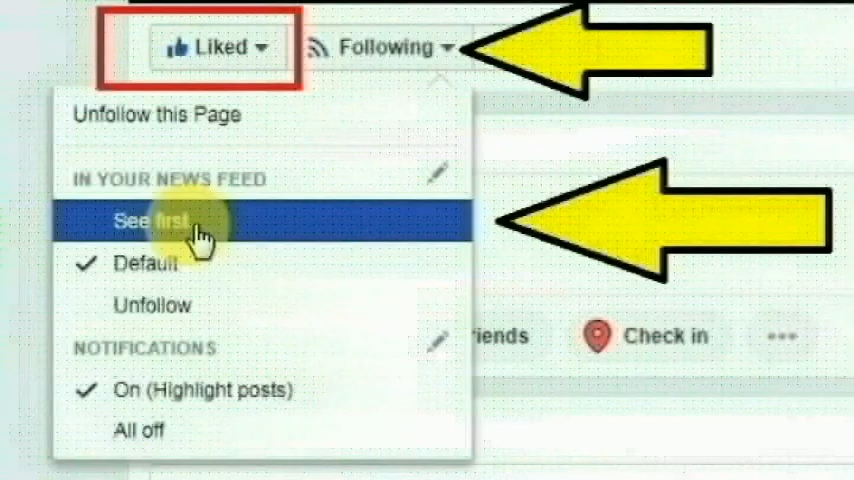 Liked Following
Unfollow this Page
IN YOUR NEWS FEED
See first
Default
Unfollow
riends Check in
NOTIFICATIONS
On (Highlight posts)
All off